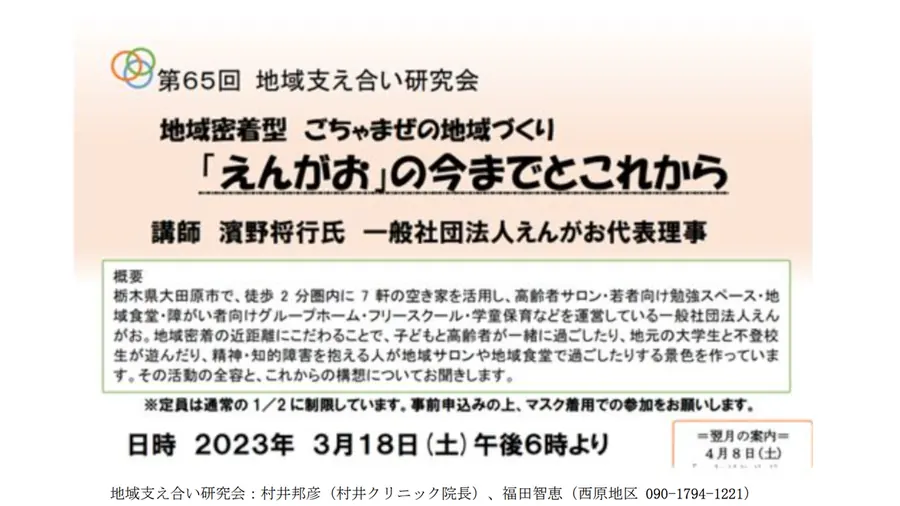 第65回 地域支え合い研究会
地域密着型 ごちゃまぜの地域づくり
「えんがお」の今までとこれから
講師 濱野将行氏 一般社団法人えんがお代表理事
概要
栃木県大田原市で、徒歩 2 分圏内に 7 軒の空き家を活用し、高齢者サロン・若者向け勉強スペース・地
域食堂・障がい者向けグループホーム・フリースクール・学童保育などを運営している一般社団法人えん
がお。地域密着の近距離にこだわることで、子どもと高齢者が一緒に過ごしたり、地元の大学生と不登校
生が遊んだり、精神・知的障害を抱える人が地域サロンや地域食堂で過ごしたりする景色を作っていま
す。その活動の全容と、これからの構想についてお聞きします。
※定員は通常の1/2に制限しています。事前申込みの上、マスク着用での参加をお願いします。
日時 2023年 3月18日(土)午後6時より
＝翌月の案内＝
4月8日(土)
地域支え合い研究会：村井邦彦（村井クリニック院長）、福田智恵（西原地区 090-1794-1221）